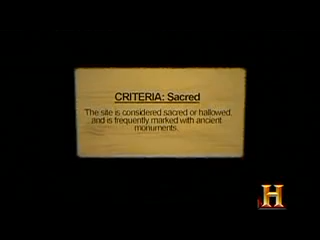 CRITERIA: Sacred
The site is considered sacred or hallowed,
and is frequently marked with ancient
monuments.
H